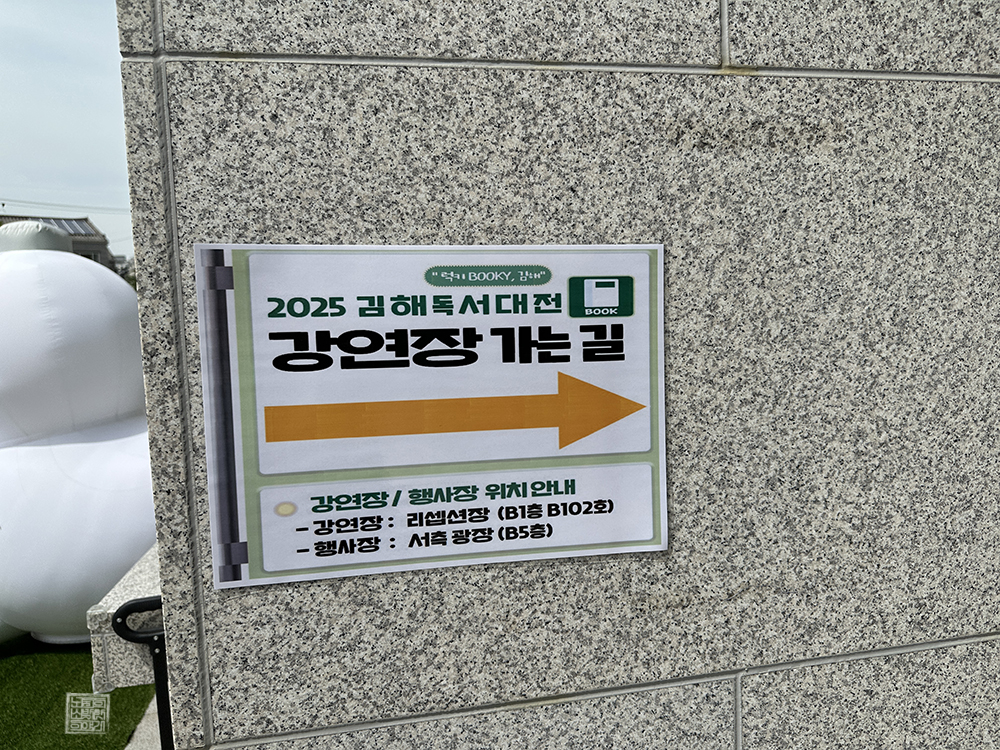 "럭키 BOOKY, 김해"
2025 김해독서대전
BOOK
강연장 가는 길
강연장 / 행사장 위치 안내
- 강연장 : 리셉션장 (B1층 B102호)
- 행사장 : 서측 광장 (B5층)